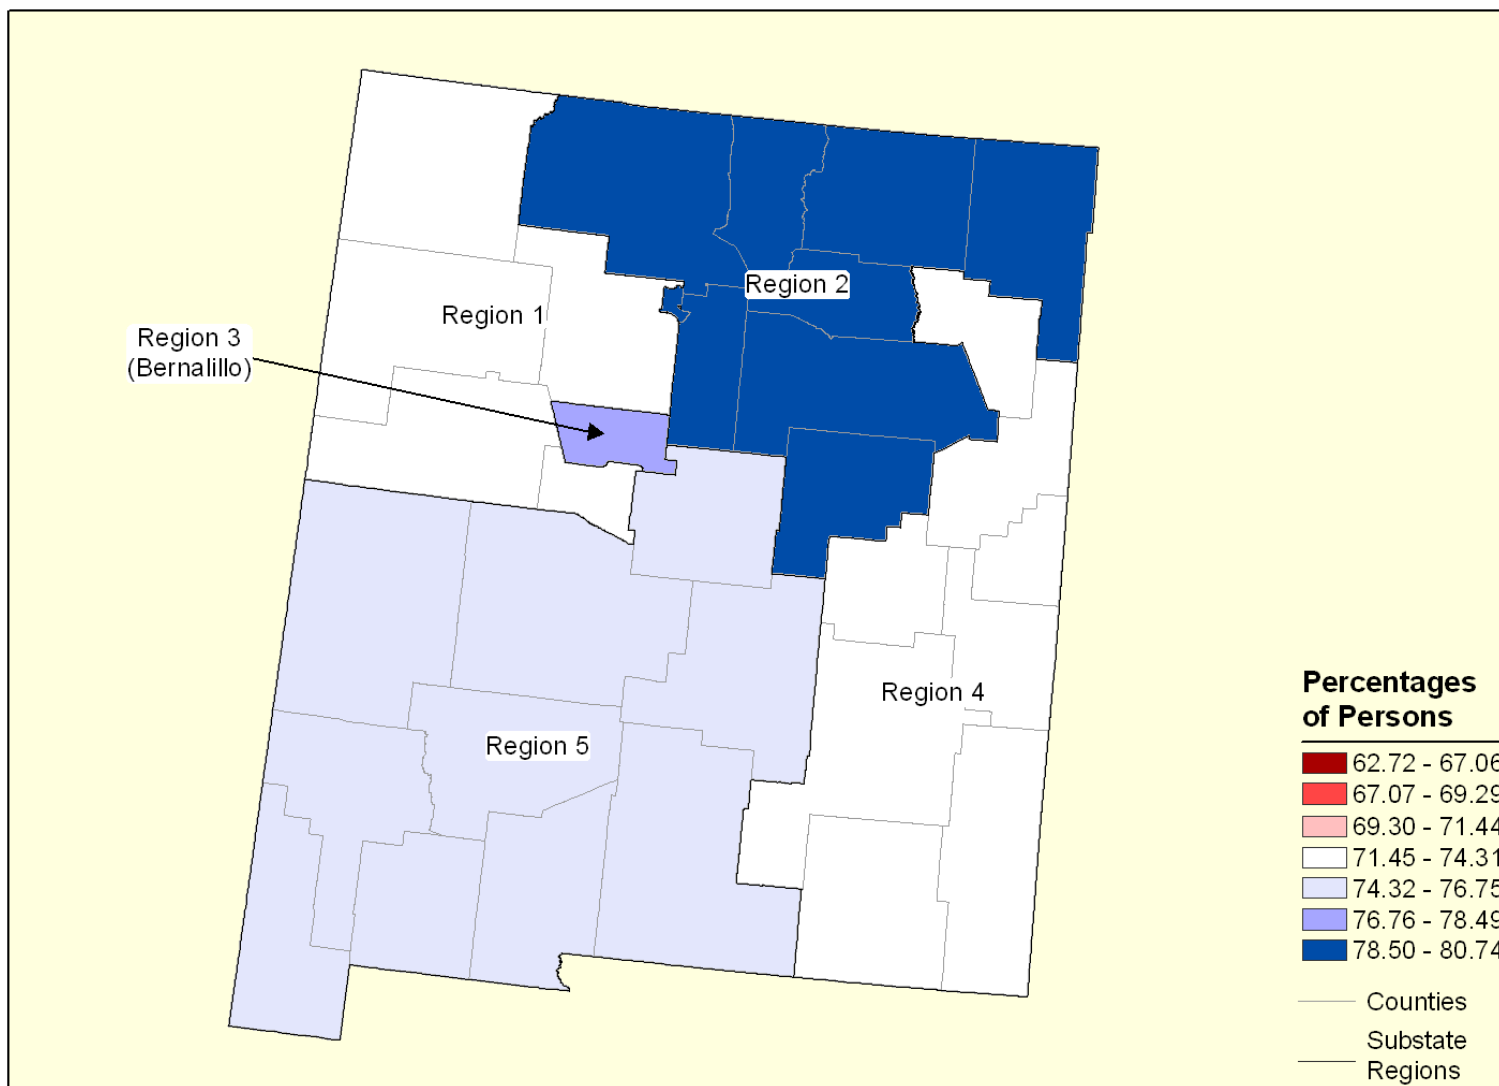 Region 2
Region 1
Region 3
(Bernalillo)
Region 4
Region 5
Percentages
of Persons
62.72 - 67.06
67.07 - 69.29
69.30 - 71.44
71.45 - 74.31
74.32 - 76.75
76.76 - 78.49
78.50 - 80.74
Counties
Substate
Regions